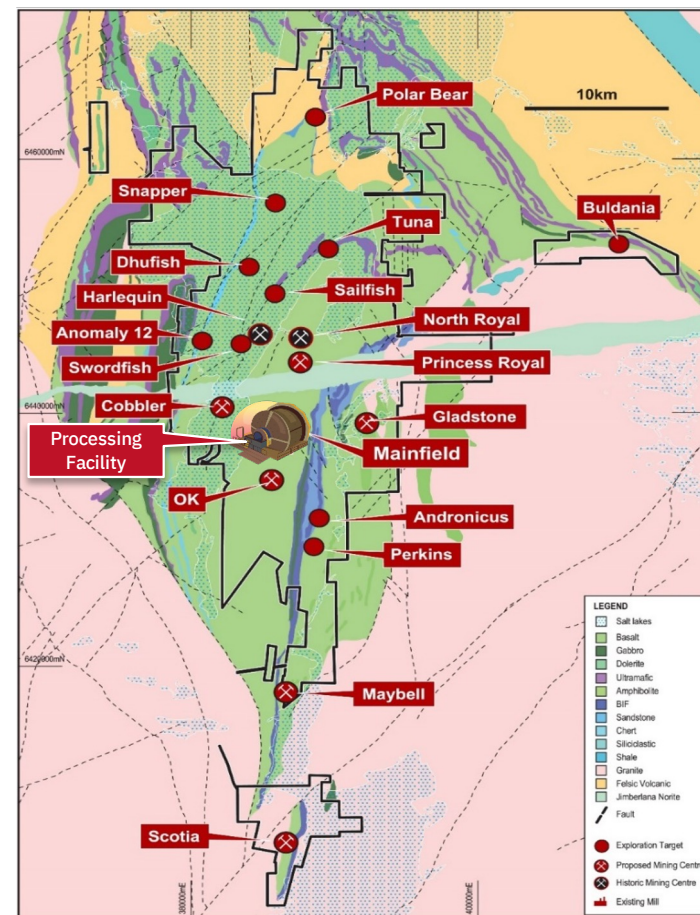 Polar Bear
10km
6460000mN
Snapper
Buldania
Tuna
Dhufish
Harlequin
Sailfish
Anomaly 12
North Royal
Swordfish
Princess Royal
Cobbler
6440000mN
Gladstone
Processing
Facility
Mainfield
OK
Andronicus
Perkins
LEGEND
Salt lakes
Basalt
Gabbro
Dolerite
Ultramafic
Amphibolite
BIF
Sandstone
Chert
Siliciclastic
Shale
Granite
Felsic Volcanic
Jimberlana Norite
Fault
Exploration Target
Proposed Mining Centre
Historic Mining Centre
Existing Mill
6420000mN
Maybell
Scotia
380000mE
400000mE